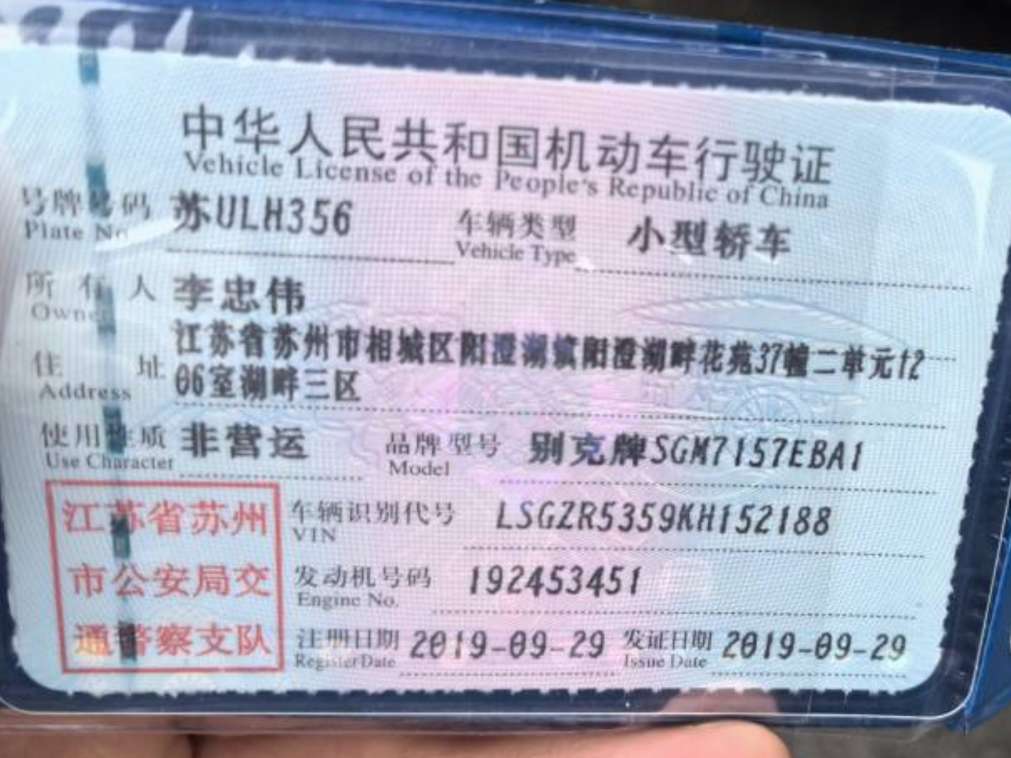 中华人民共和国机动车行驶证
Vehicle License of the People's Republic of China
号牌号码 苏ULH356 车辆类型 小型轿车
Plate No. Vehicle Type
所有人 李忠伟
Owner
住址 江苏省苏州市相城区阳澄湖镇阳澄湖畔花苑37幢二单元12
Address 06室湖畔三区
使用性质 非营运 品牌型号 别克牌SGM7157EBA1
Use Character Model
江苏省苏州 车辆识别代号 LSGZR5359KH152188
VIN
市公安局交 发动机号码 192453451
Engine No.
通警察支队 注册日期 2019-09-29 发证日期 2019-09-29
Register Date Issue Date